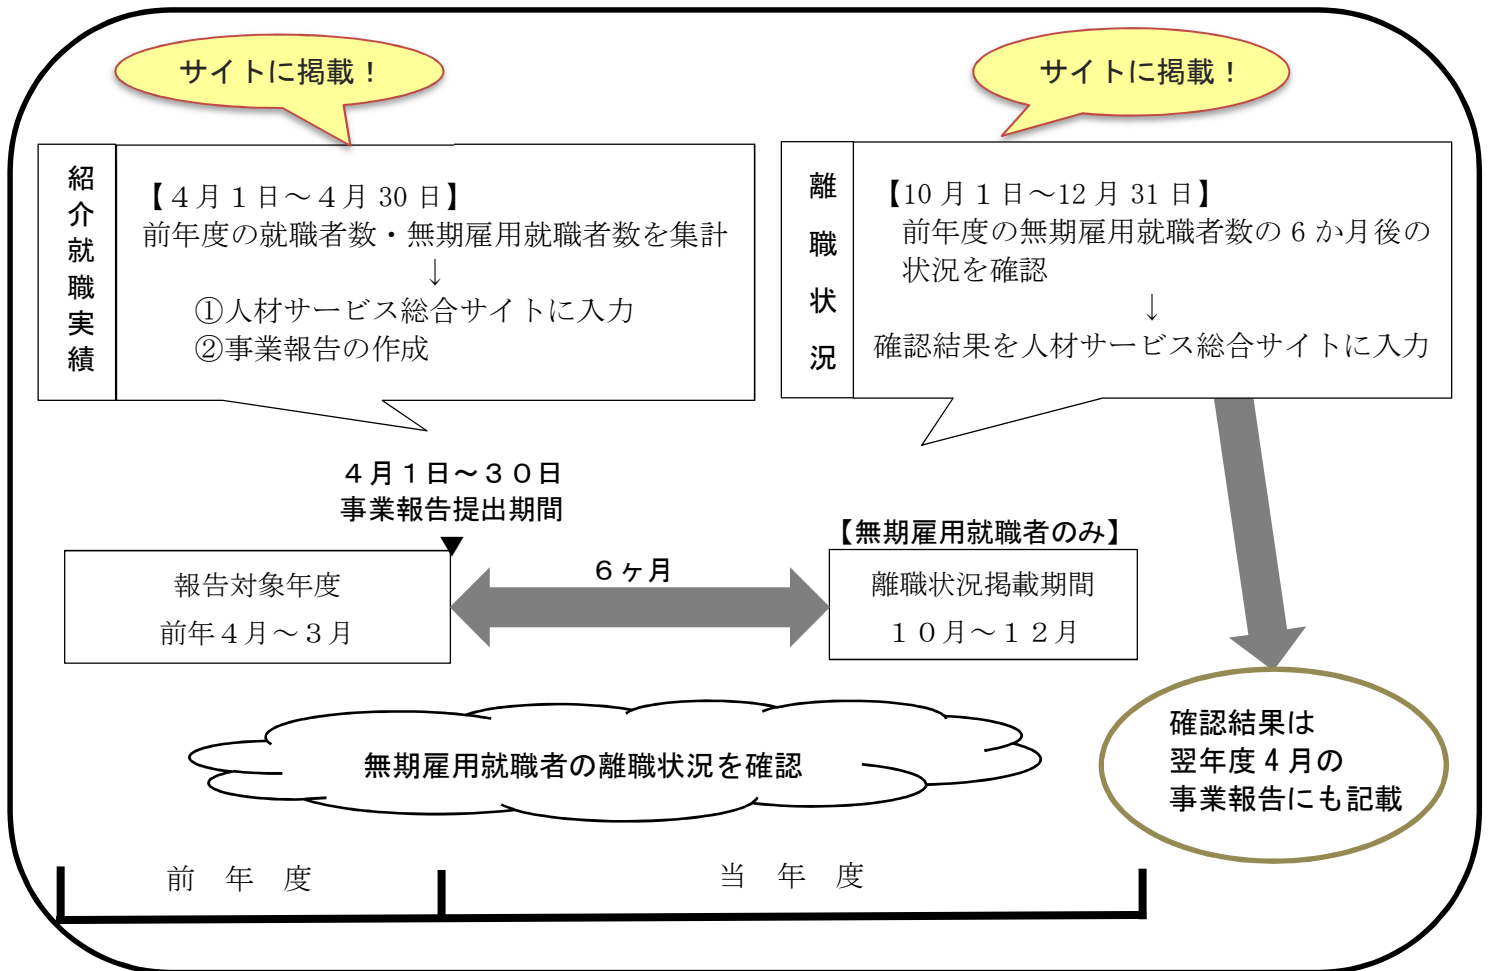 サイトに掲載！
サイトに掲載！
紹介就職実績
【４月１日～４月 30 日】
前年度の就職者数・無期雇用就職者数を集計
↓
①人材サービス総合サイトに入力
②事業報告の作成
離職状況
【10 月１日～12 月 31 日】
前年度の無期雇用就職者数の 6 か月後の
状況を確認
↓
確認結果を人材サービス総合サイトに入力
４月１日～３０日
事業報告提出期間
報告対象年度
前年４月～３月
６ヶ月
【無期雇用就職者のみ】
離職状況掲載期間
１０月～１２月
無期雇用就職者の離職状況を確認
確認結果は
翌年度 4 月の
事業報告にも記載
前　年　度
当　年　度